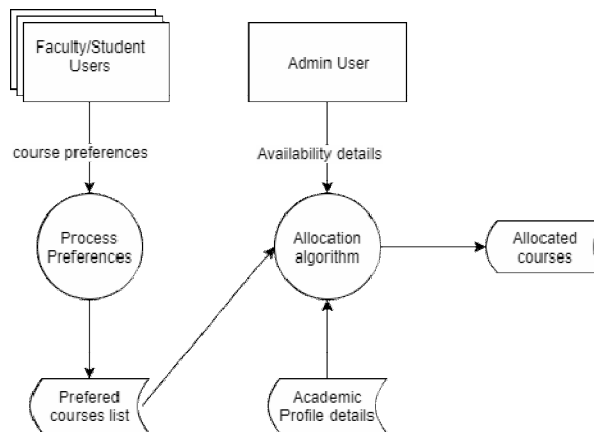 Faculty/Student
Users
Admin User
course preferences
Availability details
Process
Preferences
Allocation
algorithm
Allocated
courses
Prefered
courses list
Academic
Profile details